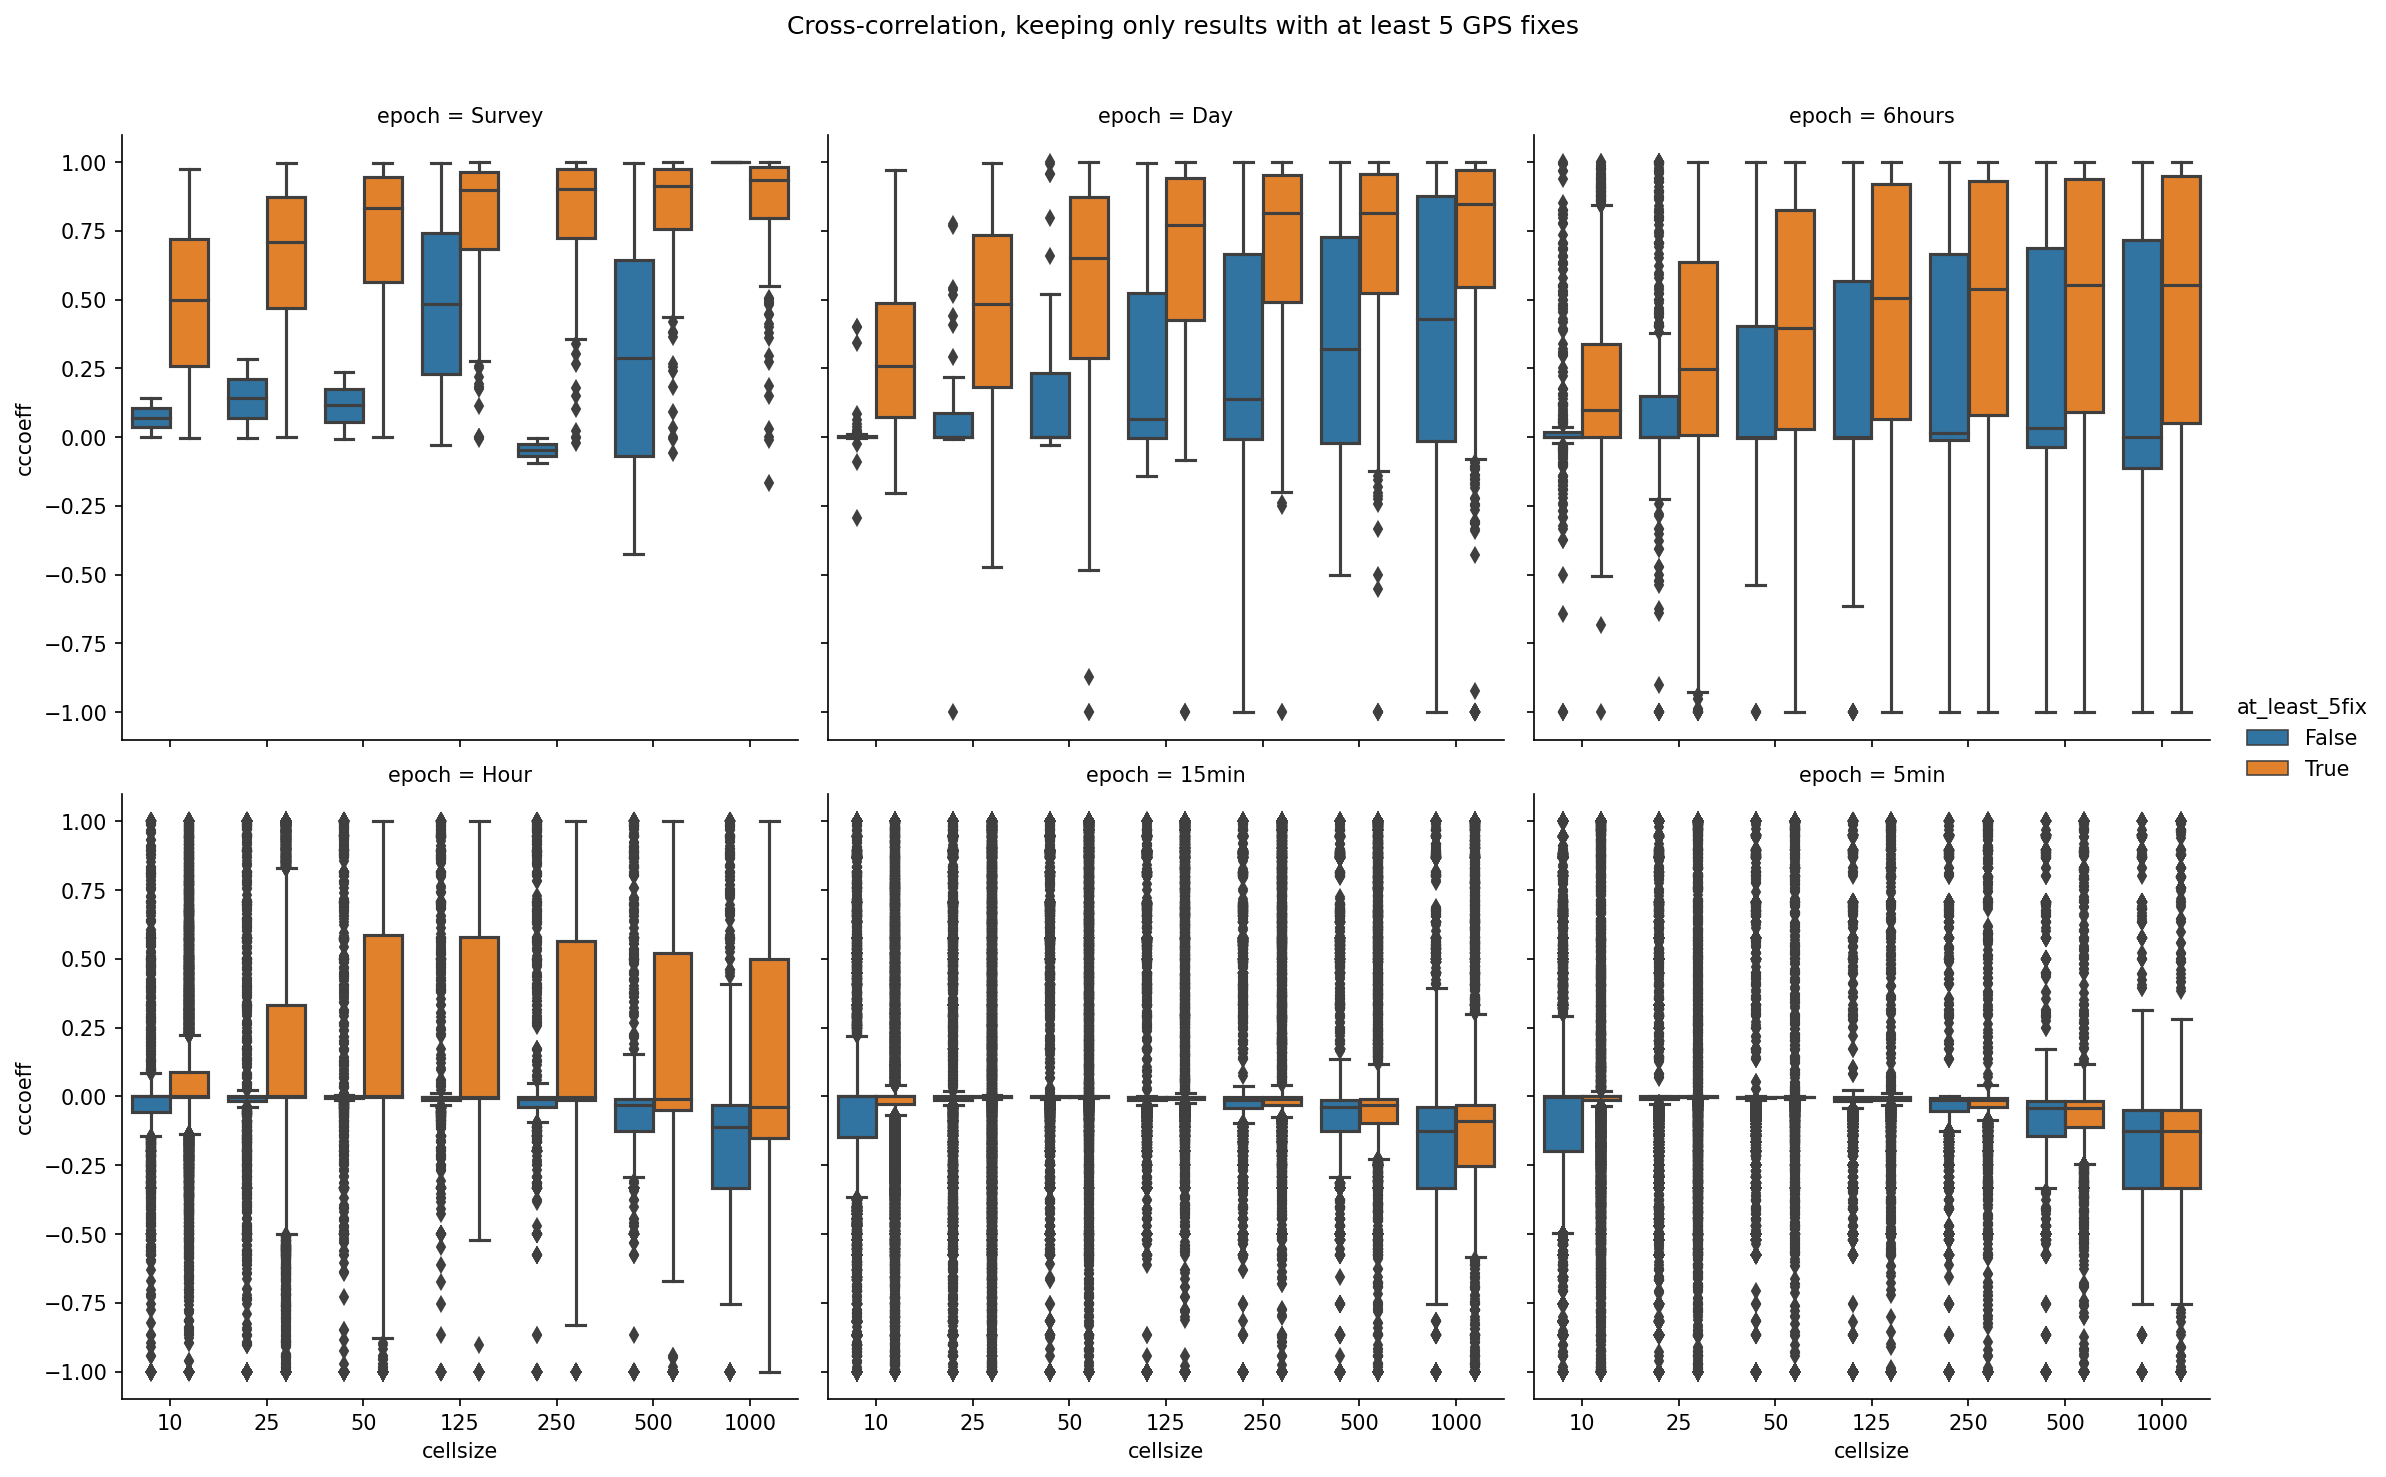 Cross-correlation, keeping only results with at least 5 GPS fixes
epoch = Survey
epoch = Day
epoch = 6hours
1.00
0.75
0.50
0.25
0.00
−0.25
−0.50
−0.75
−1.00
cccoeff
at_least_5fix
False
True
epoch = Hour
epoch = 15min
epoch = 5min
1.00
0.75
0.50
0.25
0.00
−0.25
−0.50
−0.75
−1.00
cccoeff
10 25 50 125 250 500 1000
10 25 50 125 250 500 1000
10 25 50 125 250 500 1000
cellsize
cellsize
cellsize